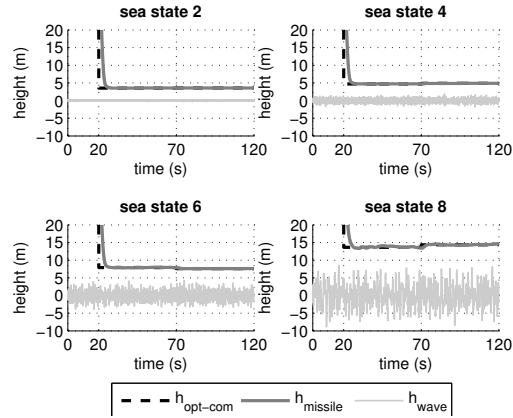 sea state 2
sea state 4
height (m)
20
15
10
5
0
−5
−10
0 20 70 120
time (s)
height (m)
20
15
10
5
0
−5
−10
0 20 70 120
time (s)
sea state 6
sea state 8
height (m)
20
15
10
5
0
−5
−10
0 20 70 120
time (s)
height (m)
20
15
10
5
0
−5
−10
0 20 70 120
time (s)
h_opt−com h_missile h_wave